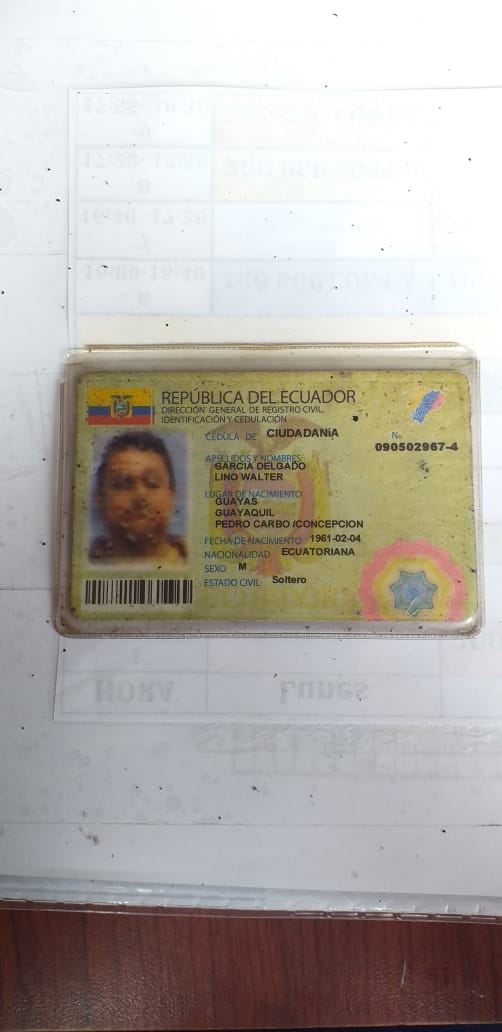 REPÚBLICA DEL ECUADOR
DIRECCIÓN GENERAL DE REGISTRO CIVIL,
IDENTIFICACIÓN Y CEDULACIÓN
CÉDULA DE CIUDADANÍA
No.
090502967-4
APELLIDOS Y NOMBRES
GARCIA DELGADO
LINO WALTER
LUGAR DE NACIMIENTO
GUAYAS
GUAYAQUIL
PEDRO CARBO /CONCEPCION
FECHA DE NACIMIENTO 1961-02-04
NACIONALIDAD ECUATORIANA
SEXO M
ESTADO CIVIL Soltero
HORA Lunes